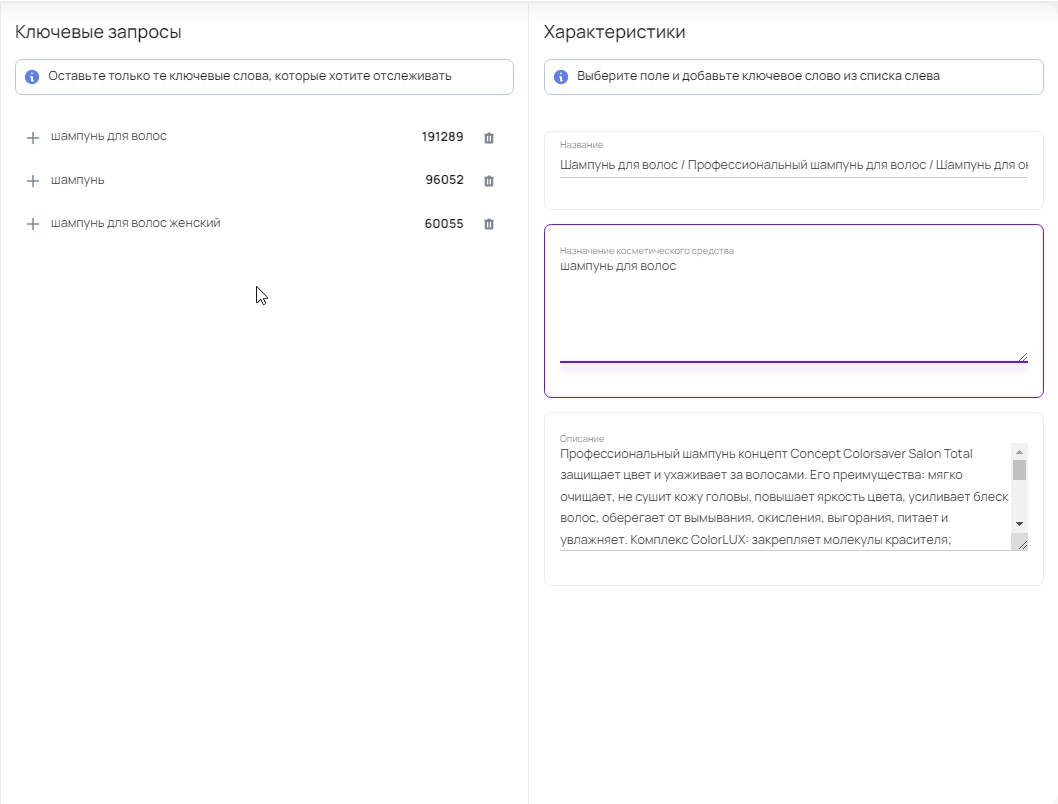 Ключевые запросы
Оставьте только те ключевые слова, которые хотите отслеживать
шампунь для волос 191289
шампунь 96052
шампунь для волос женский 60055
Характеристики
Выберите поле и добавьте ключевое слово из списка слева
Название
Шампунь для волос / Профессиональный шампунь для волос / Шампунь для
Назначение косметического средства
шампунь для волос
Описание
Профессиональный шампунь концепт Concept Colorsaver Salon Total
защищает цвет и ухаживает за волосами. Его преимущества: мягко
очищает, не сушит кожу головы, повышает яркость цвета, усиливает блеск
волос, оберегает от вымывания, окисления, выгорания, питает и
увлажняет. Комплекс ColorLUX: закрепляет молекулы красителя;